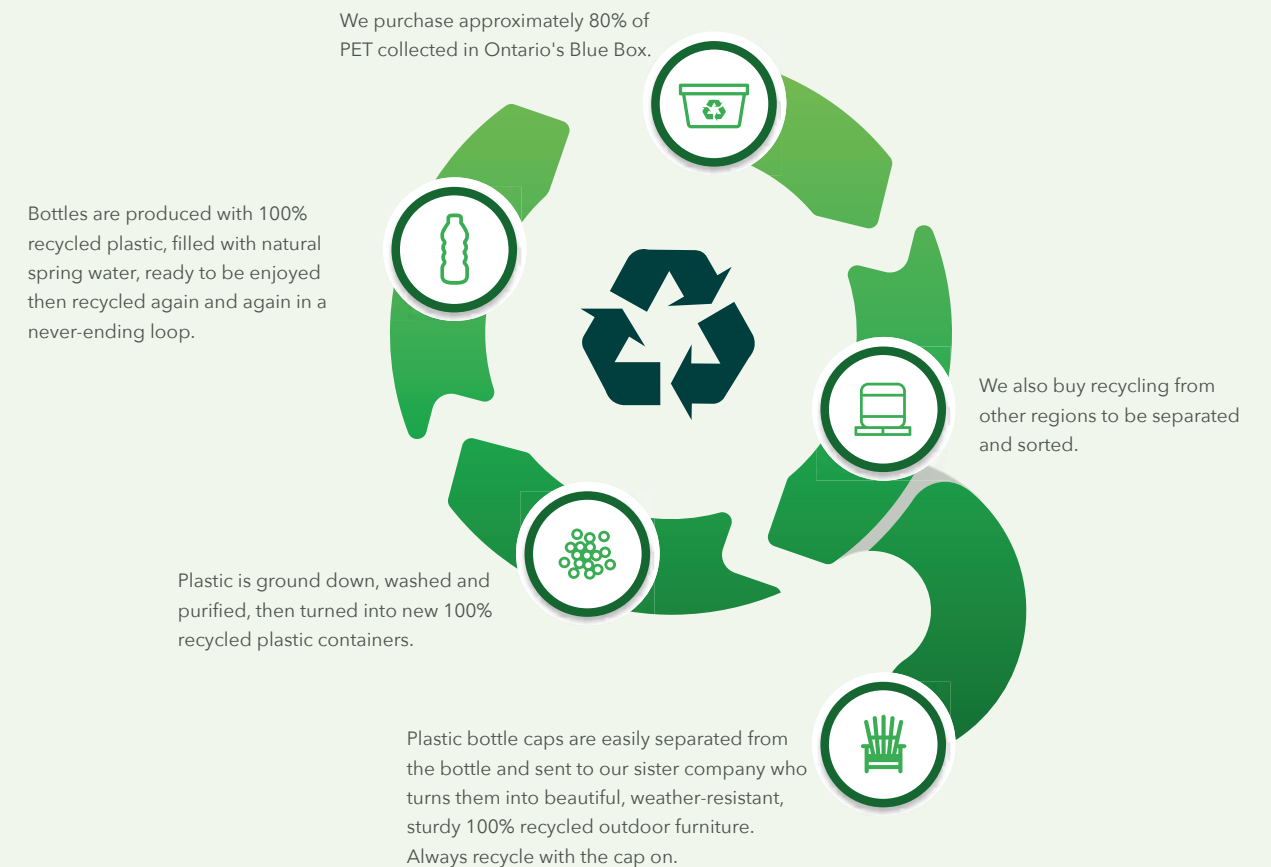 We purchase approximately 80% of
PET collected in Ontario's Blue Box.
Bottles are produced with 100%
recycled plastic, filled with natural
spring water, ready to be enjoyed
then recycled again and again in a
never-ending loop.
We also buy recycling from
other regions to be separated
and sorted.
Plastic is ground down, washed and
purified, then turned into new 100%
recycled plastic containers.
Plastic bottle caps are easily separated from
the bottle and sent to our sister company who
turns them into beautiful, weather-resistant,
sturdy 100% recycled outdoor furniture.
Always recycle with the cap on.